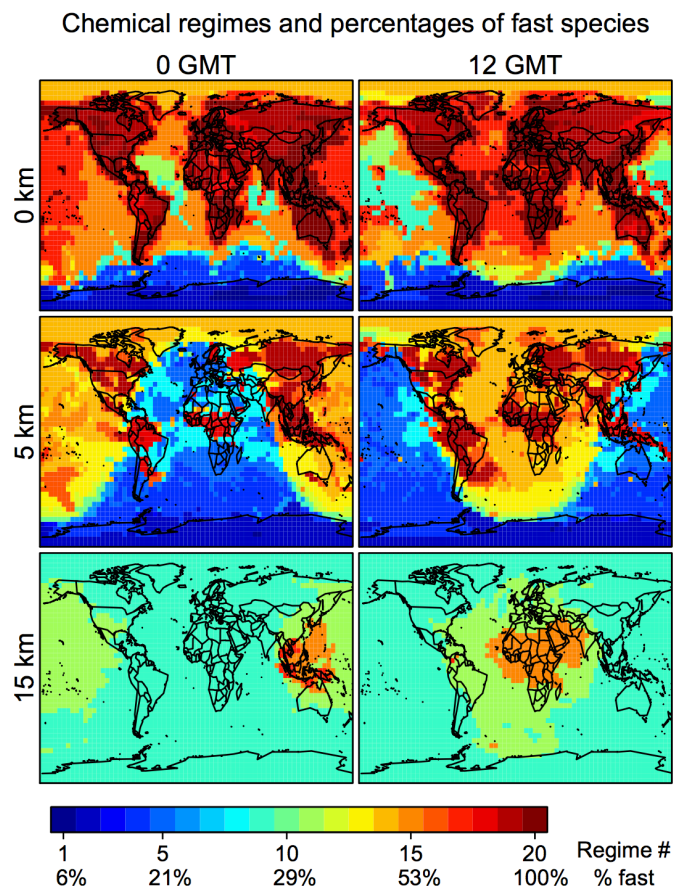 Chemical regimes and percentages of fast species
0 GMT 12 GMT
0 km
5 km
15 km
1 5 10 15 20 Regime #
6% 21% 29% 53% 100% % fast